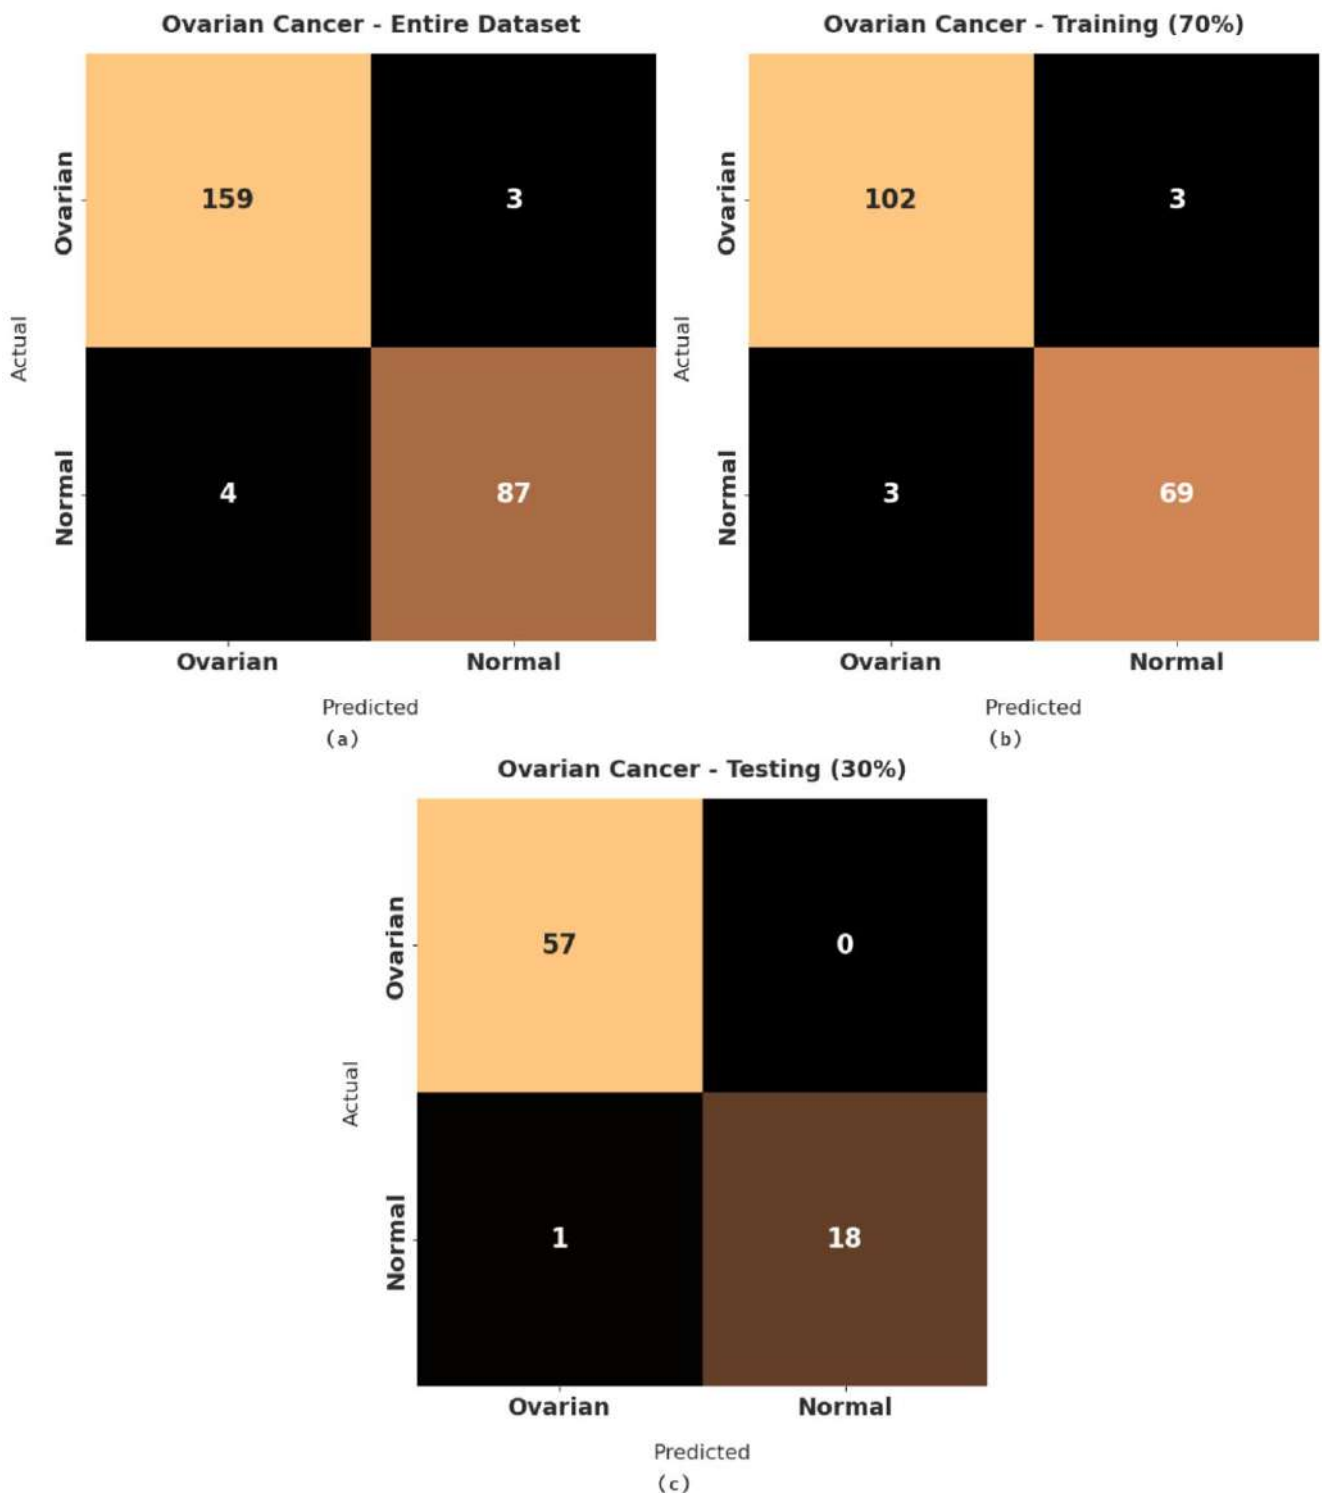 Ovarian Cancer - Entire Dataset
Ovarian
159
3
Actual
Normal
4
87
Ovarian
Normal
Predicted
(a)
Ovarian Cancer - Training (70%)
Ovarian
102
3
Actual
Normal
3
69
Ovarian
Normal
Predicted
(b)
Ovarian Cancer - Testing (30%)
Ovarian
57
0
Actual
Normal
1
18
Ovarian
Normal
Predicted
(c)